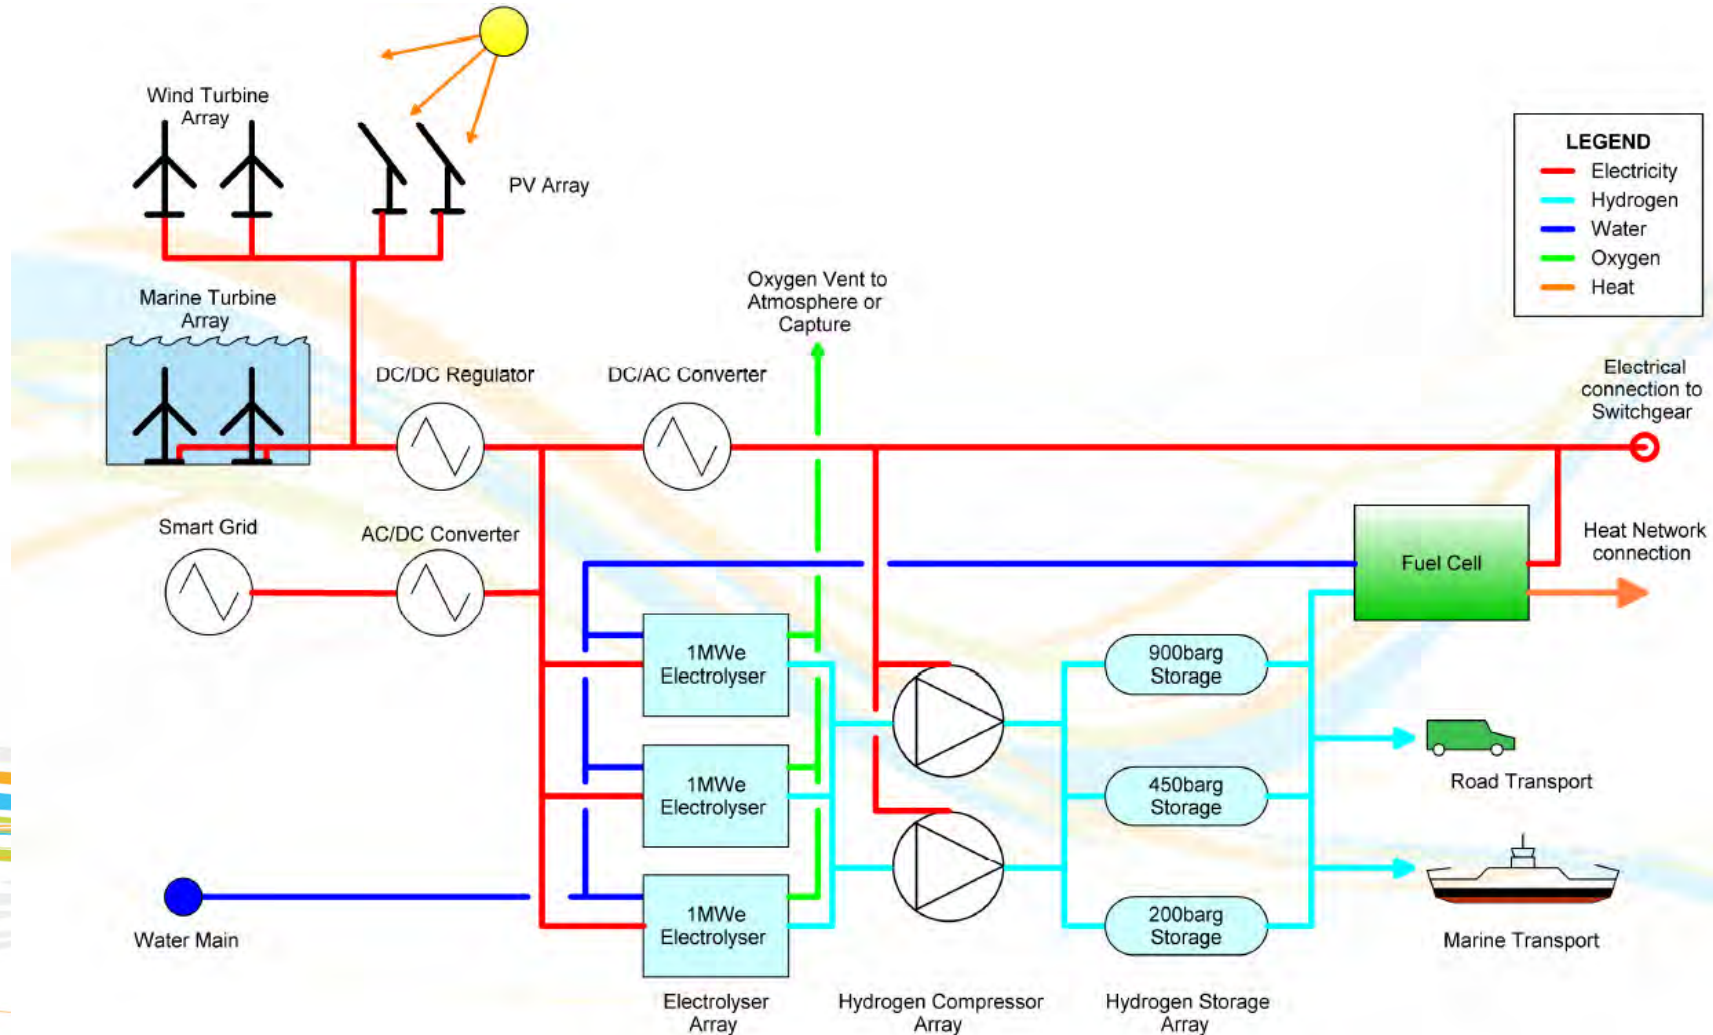 Wind Turbine
Array
PV Array
LEGEND
Electricity
Hydrogen
Water
Oxygen
Heat
Marine Turbine
Array
Oxygen Vent to
Atmosphere or
Capture
DC/DC Regulator
DC/AC Converter
Electrical
connection to
Switchgear
Smart Grid
AC/DC Converter
Fuel Cell
Heat Network
connection
1MWe
Electrolyser
900barg
Storage
1MWe
Electrolyser
450barg
Storage
Road Transport
1MWe
Electrolyser
200barg
Storage
Water Main
Marine Transport
Electrolyser
Array
Hydrogen Compressor
Array
Hydrogen Storage
Array